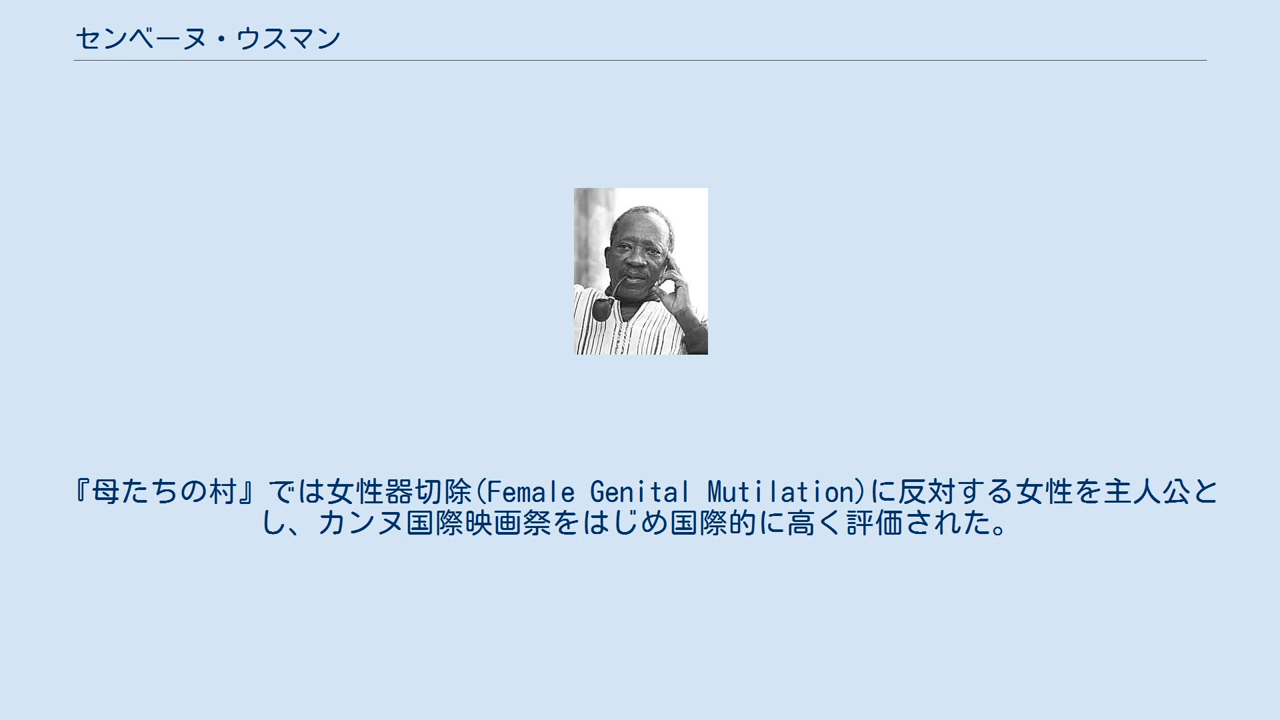 センベーヌ・ウスマン
『母たちの村』では女性器切除(Female Genital Mutilation)に反対する女性を主人公と
し、カンヌ国際映画祭をはじめ国際的に高く評価された。